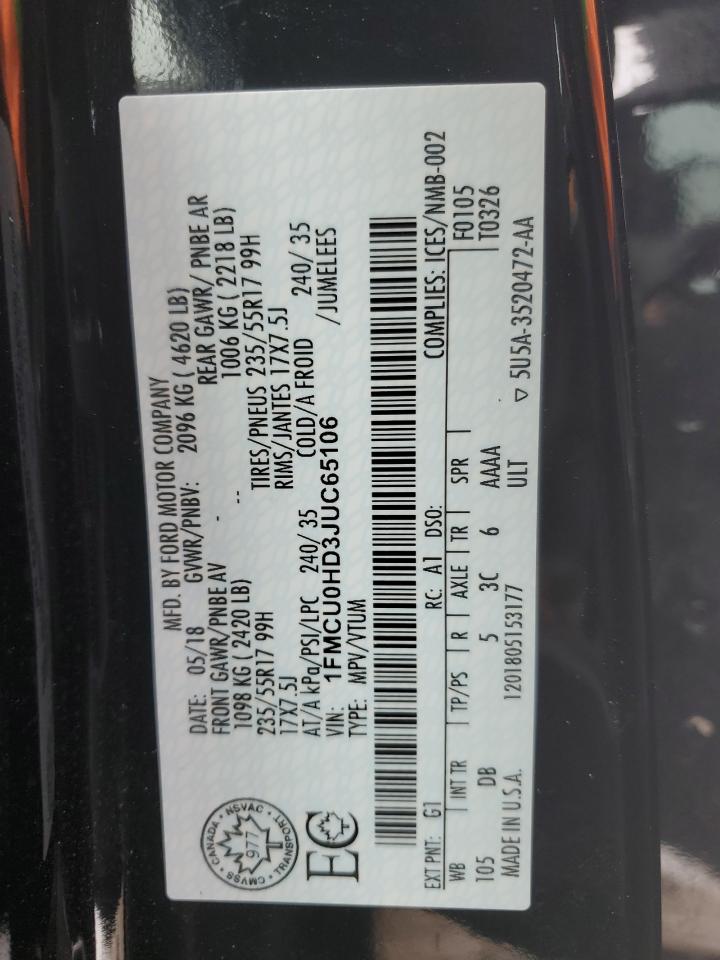 MFD. BY FORD MOTOR COMPANY
DATE: 05/18 GVWR/PNBV: 2096 KG ( 4620 LB)
FRONT GAWR/PNBE AV REAR GAWR/ PNBE AR
1098 KG ( 2420 LB) - 1006 KG ( 2218 LB)
235/55R17 99H -- TIRES/PNEUS 235/55R17 99H
17X7.5J RIMS/JANTES 17X7.5J
AT/A kPa/PSI/LPC 240/ 35 COLD/A FROID 240/ 35
VIN: 1FMCU0HD3JUC65106 /JUMELEES
TYPE: MPV/VTUM
CANADA • NSVAC • TRANSPORT • CMVSS •
977
EC
EXT PNT: G1 RC: A1 DSO: COMPLIES: ICES/NMB-002
WB INT TR TP/PS R AXLE TR SPR F0105
105 DB 5 3C 6 AAAA T0326
ULT
MADE IN U.S.A. 1201805153177 ▽ 5U5A-3520472-AA